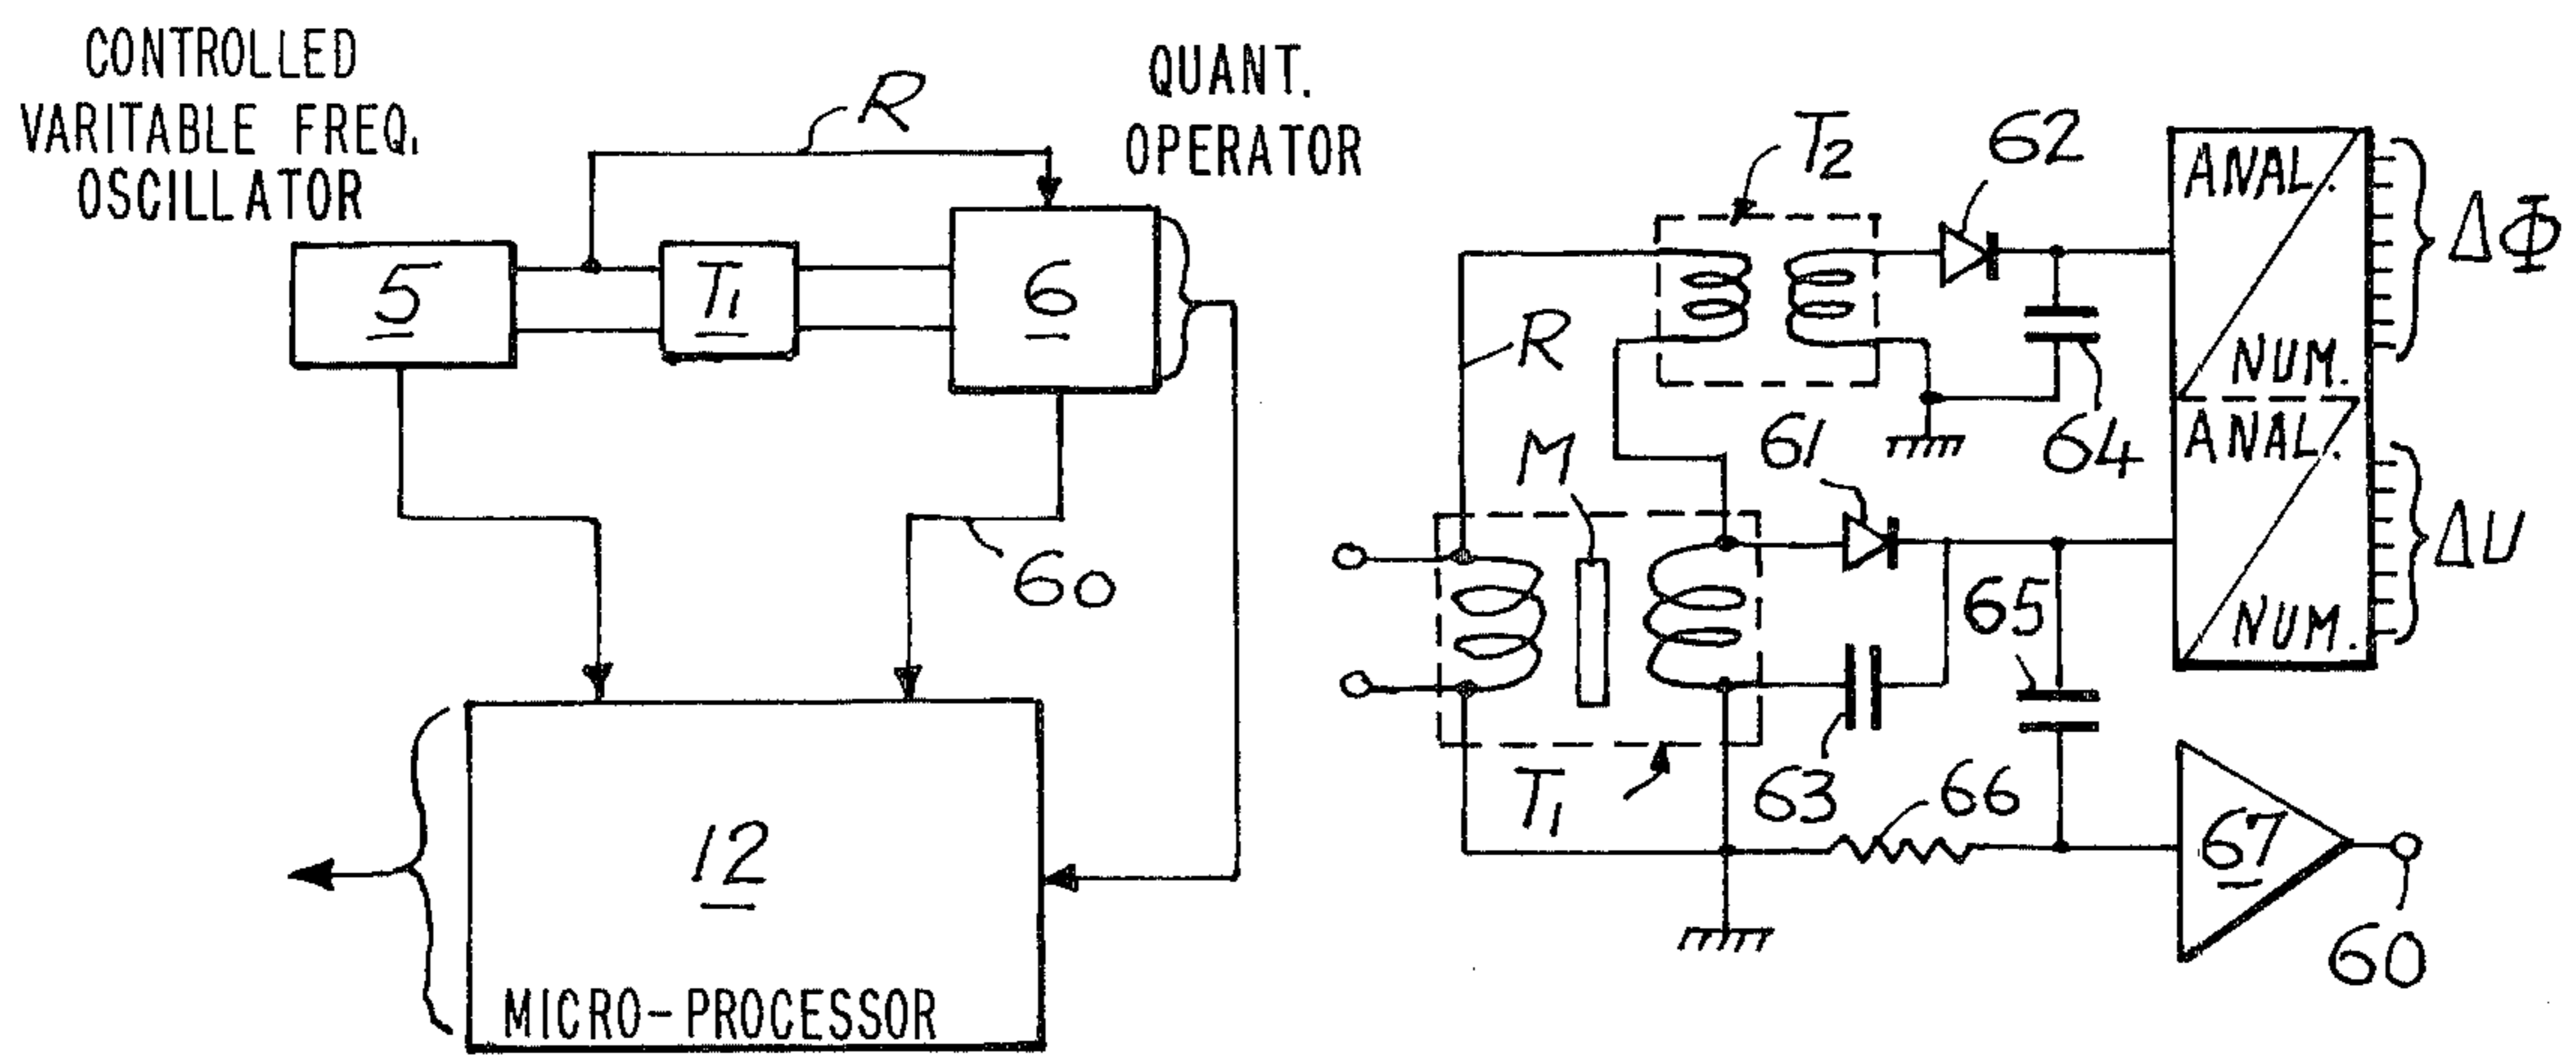 CONTROLLED
VARITABLE FREQ.
OSCILLATOR
R
QUANT.
OPERATOR
5
T1
6
60
12
MICRO-PROCESSOR
T2
62
ANAL.
NUM.
ΔΦ
R
64
M
61
ANAL.
NUM.
ΔU
65
63
T1
66
67
60